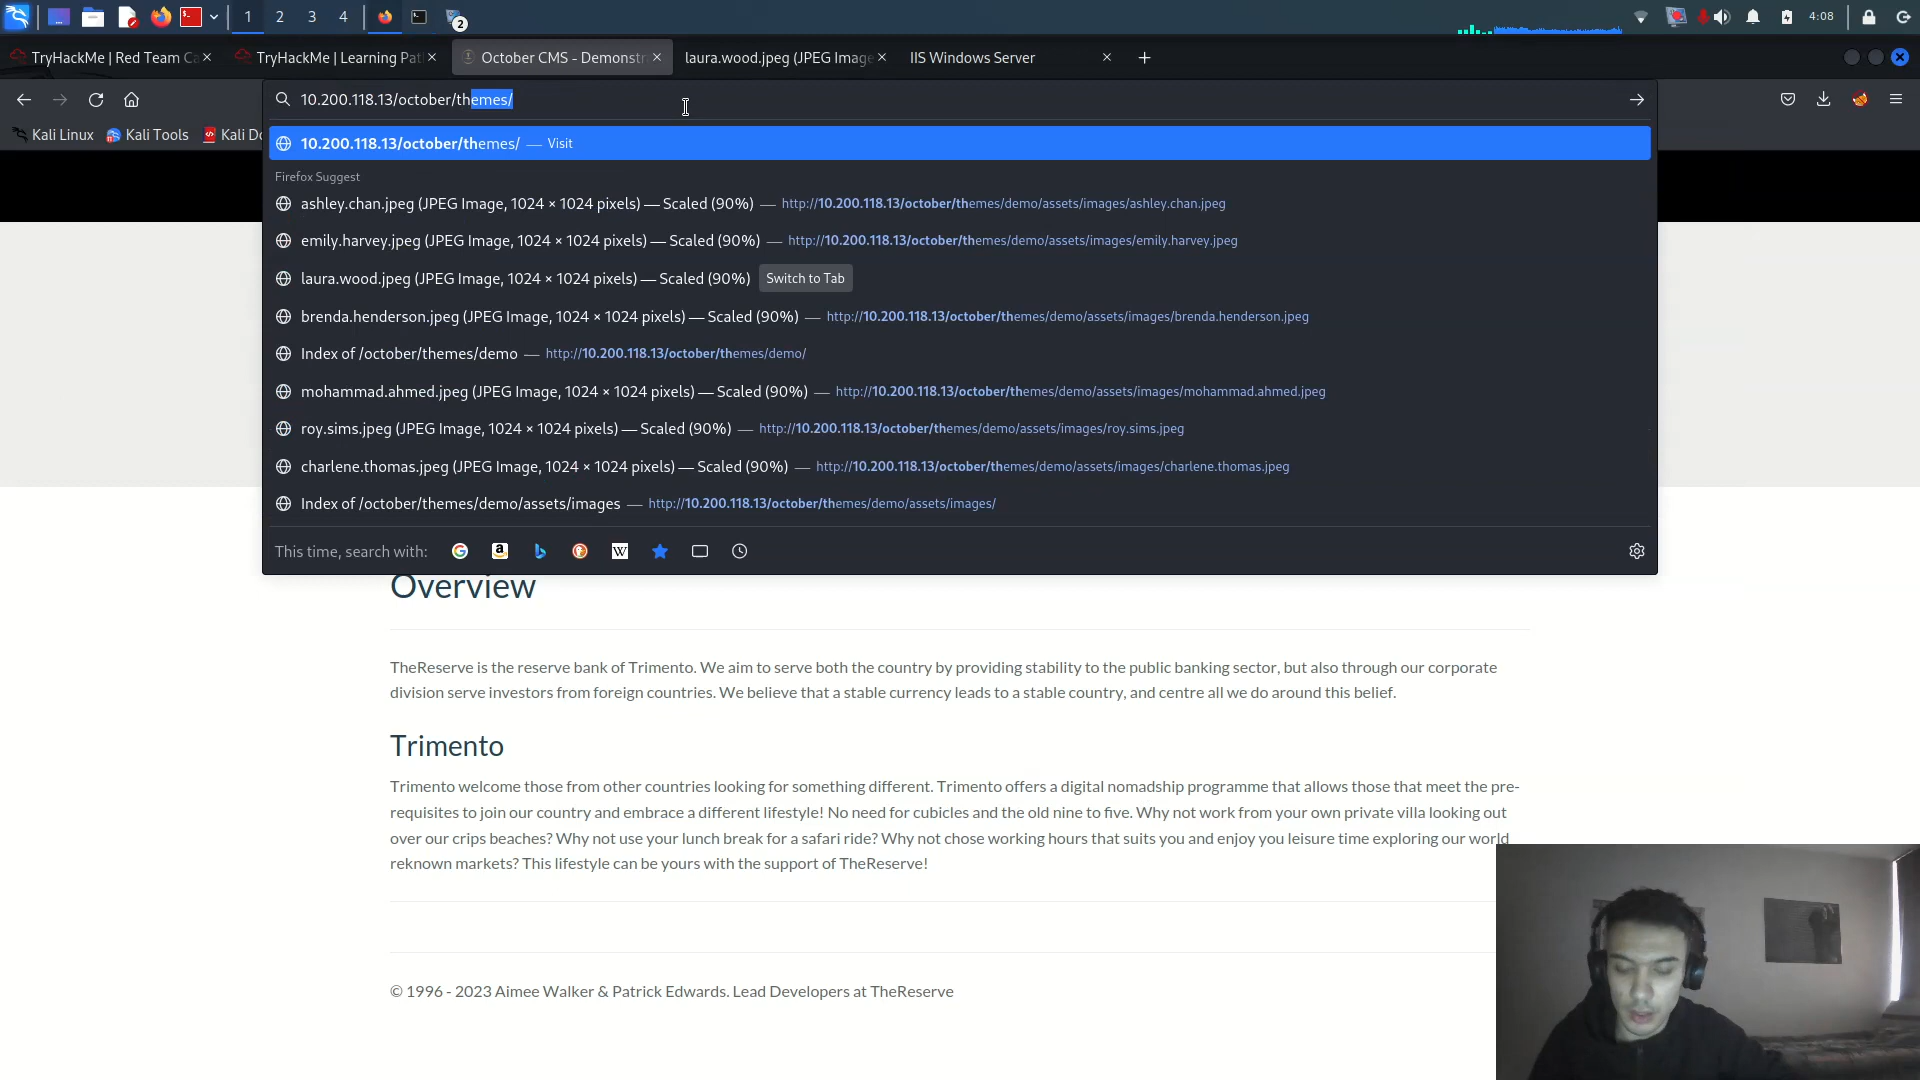 1 2 3 4 2 4:08
TryHackMe | Red Team Ca
TryHackMe | Learning Pat
October CMS - Demonstr
laura.wood.jpeg (JPEG Image
IIS Windows Server
10.200.118.13/october/themes/
Kali Linux Kali Tools Kali Do
10.200.118.13/october/themes/ — Visit
Firefox Suggest
ashley.chan.jpeg (JPEG Image, 1024 × 1024 pixels) — Scaled (90%) — http://10.200.118.13/october/themes/demo/assets/images/ashley.chan.jpeg
emily.harvey.jpeg (JPEG Image, 1024 × 1024 pixels) — Scaled (90%) — http://10.200.118.13/october/themes/demo/assets/images/emily.harvey.jpeg
laura.wood.jpeg (JPEG Image, 1024 × 1024 pixels) — Scaled (90%) Switch to Tab
brenda.henderson.jpeg (JPEG Image, 1024 × 1024 pixels) — Scaled (90%) — http://10.200.118.13/october/themes/demo/assets/images/brenda.henderson.jpeg
Index of /october/themes/demo — http://10.200.118.13/october/themes/demo/
mohammad.ahmed.jpeg (JPEG Image, 1024 × 1024 pixels) — Scaled (90%) — http://10.200.118.13/october/themes/demo/assets/images/mohammad.ahmed.jpeg
roy.sims.jpeg (JPEG Image, 1024 × 1024 pixels) — Scaled (90%) — http://10.200.118.13/october/themes/demo/assets/images/roy.sims.jpeg
charlene.thomas.jpeg (JPEG Image, 1024 × 1024 pixels) — Scaled (90%) — http://10.200.118.13/october/themes/demo/assets/images/charlene.thomas.jpeg
Index of /october/themes/demo/assets/images — http://10.200.118.13/october/themes/demo/assets/images/
This time, search with:
Overview
TheReserve is the reserve bank of Trimento. We aim to serve both the country by providing stability to the public banking sector, but also through our corporate
division serve investors from foreign countries. We believe that a stable currency leads to a stable country, and centre all we do around this belief.
Trimento
Trimento welcome those from other countries looking for something different. Trimento offers a digital nomadship programme that allows those that meet the pre-
requisites to join our country and embrace a different lifestyle! No need for cubicles and the old nine to five. Why not work from your own private villa looking out
over our crips beaches? Why not use your lunch break for a safari ride? Why not chose working hours that suits you and enjoy you leisure time exploring our world
reknown markets? This lifestyle can be yours with the support of TheReserve!
© 1996 - 2023 Aimee Walker & Patrick Edwards. Lead Developers at TheReserve